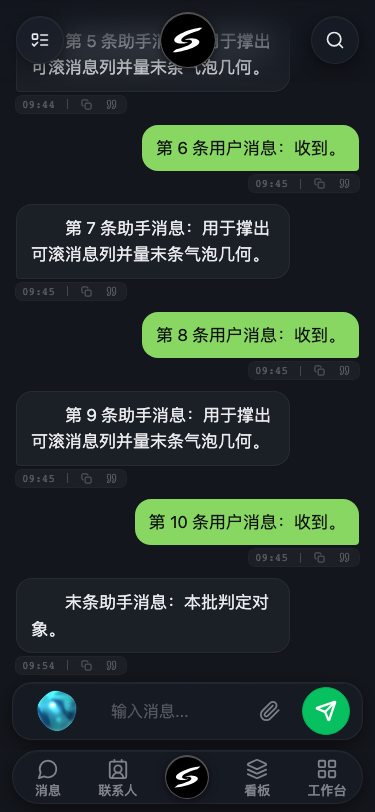 第 5 条助手消息：用于撑出
可滚消息列并量末条气泡几何。
09:44
第 6 条用户消息：收到。
09:45
第 7 条助手消息：用于撑出
可滚消息列并量末条气泡几何。
09:45
第 8 条用户消息：收到。
09:45
第 9 条助手消息：用于撑出
可滚消息列并量末条气泡几何。
09:45
第 10 条用户消息：收到。
09:45
末条助手消息：本批判定对
象。
09:54
输入消息...
消息 联系人 看板 工作台